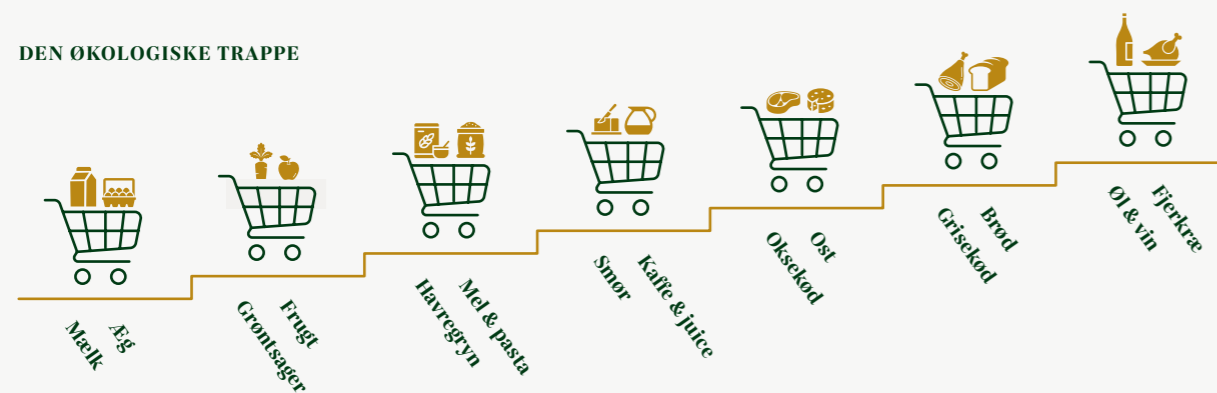 DEN ØKOLOGISKE TRAPPE
Mælk
Æg
Grøntsager
Frugt
Havregryn
Mel & pasta
Smør
Kaffe & juice
Oksekød
Ost
Grisekød
Brød
Øl & vin
Fjerkræ